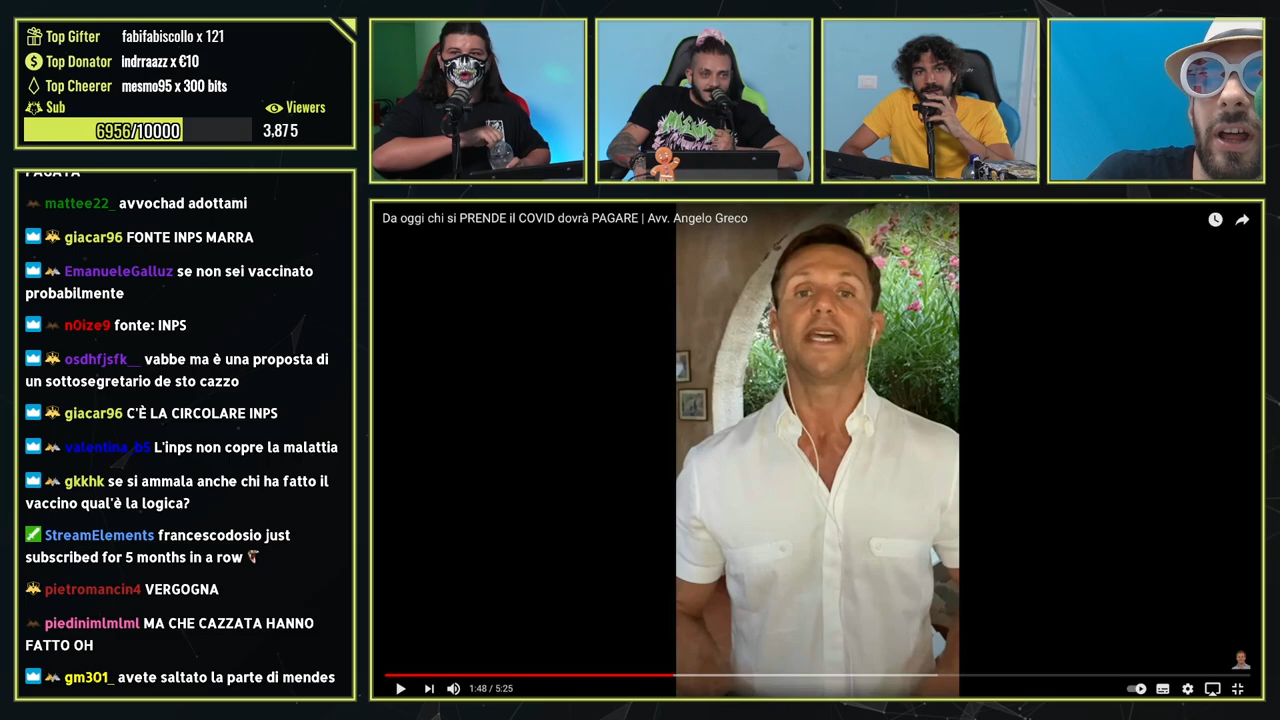 Top Gifter fabifabiscollo x 121
Top Donator indrraazz x €10
Top Cheerer mesmo95 x 300 bits
Sub Viewers
6956/10000 3,875
PAGATA
mattee22_ avvochad adottami
giacar96 FONTE INPS MARRA
EmanueleGalluz se non sei vaccinato
probabilmente
n0ize9 fonte: INPS
osdhfjsfk__ vabbe ma è una proposta di
un sottosegretario de sto cazzo
giacar96 C'È LA CIRCOLARE INPS
valentina_b5 L'inps non copre la malattia
gkkhk se si ammala anche chi ha fatto il
vaccino qual'è la logica?
StreamElements francescodosio just
subscribed for 5 months in a row
pietromancin4 VERGOGNA
piedinimlmlml MA CHE CAZZATA HANNO
FATTO OH
gm301_ avete saltato la parte di mendes
Da oggi chi si PRENDE il COVID dovrà PAGARE | Avv. Angelo Greco
1:48 / 5:25